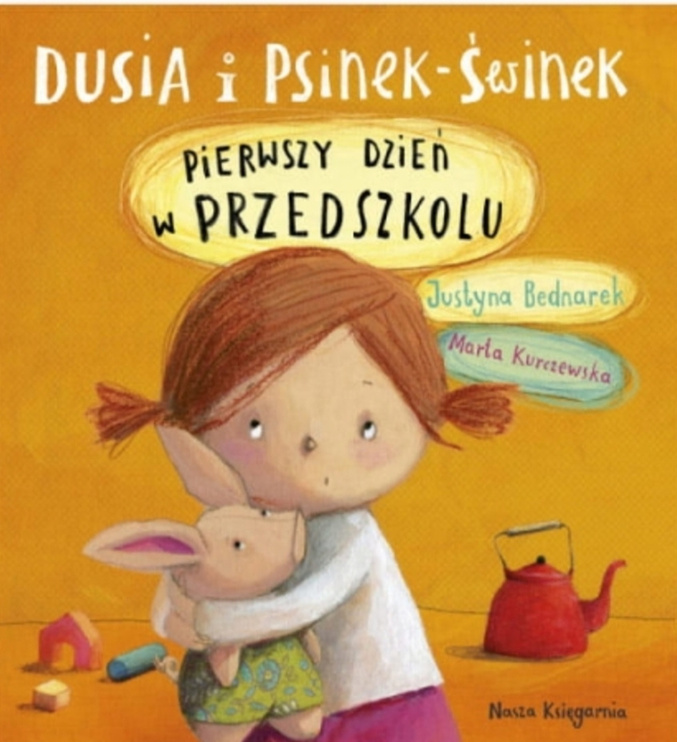 DUSIA i PSINEK-ŚWINEK
PIERWSZY DZIEŃ
W PRZEDSZKOLU
Justyna Bednarek
Marta Kurczewska
Nasza Księgarnia